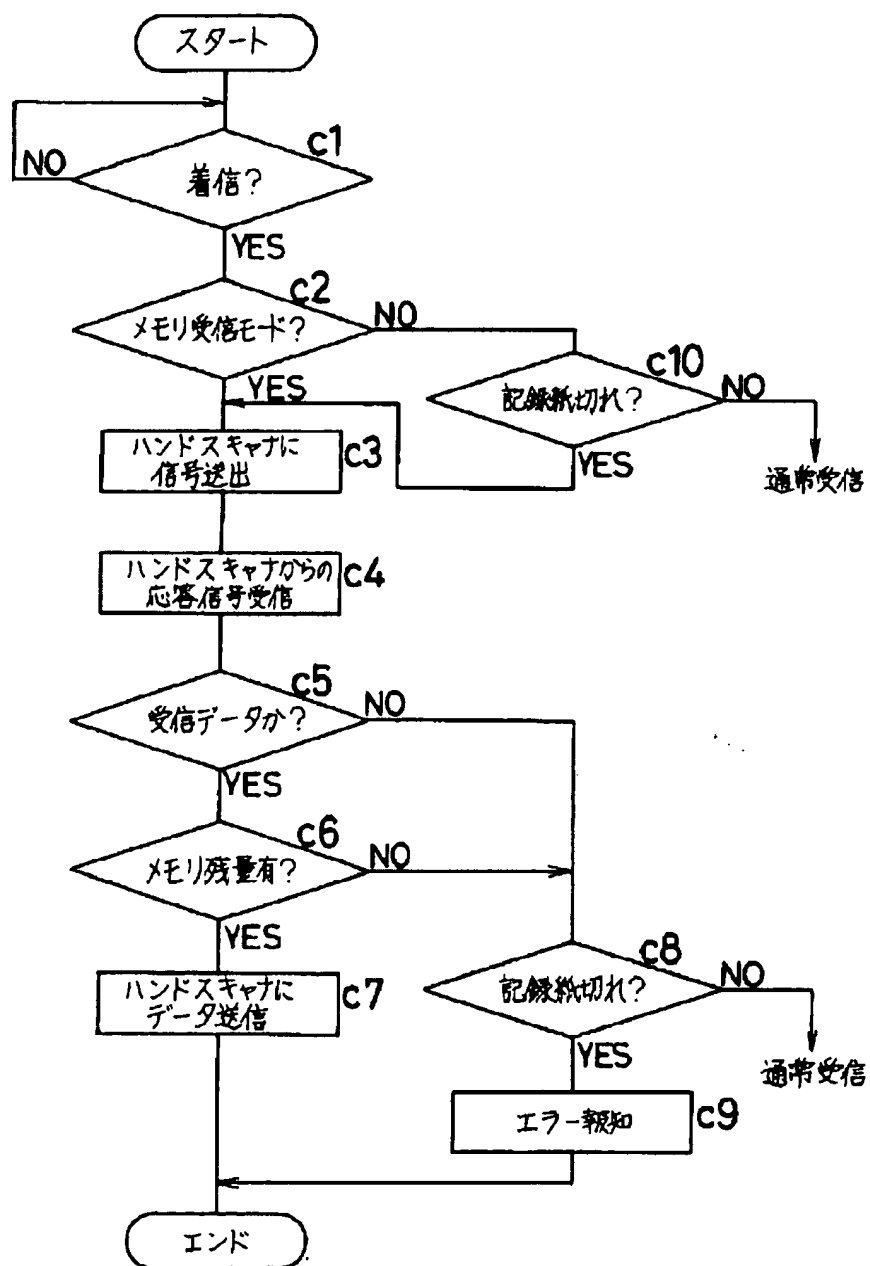 スタート
c1
着信?
NO
YES
c2
メモリ受信モード?
NO
YES
c10
記録紙切れ?
NO
YES
通常受信
ハンドスキャナに
信号送出
c3
ハンドスキャナからの
応答信号受信
c4
c5
受信データか?
NO
YES
c6
メモリ残量有?
NO
YES
ハンドスキャナに
データ送信
c7
c8
記録紙切れ?
NO
YES
通常受信
エラー報知
c9
エンド